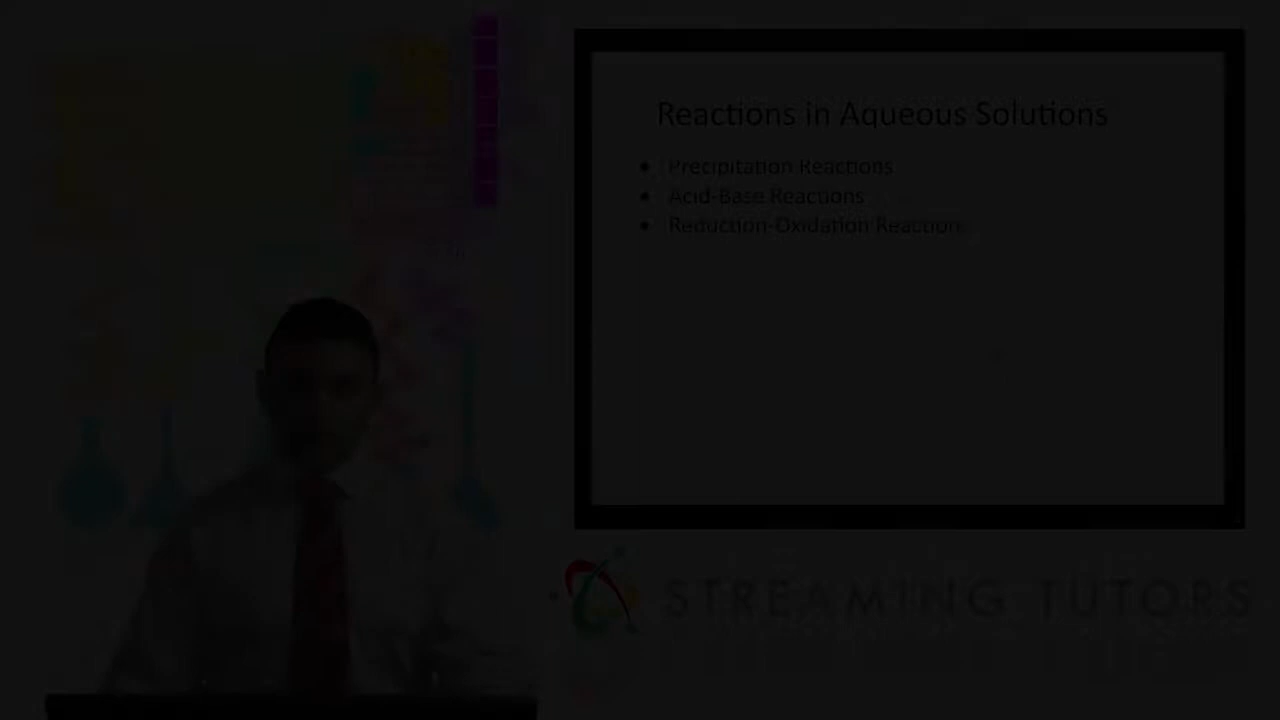 Reactions in Aqueous Solutions
• Precipitation Reactions
• Acid-Base Reactions
• Reduction-Oxidation Reactions
STREAMING TUTORS